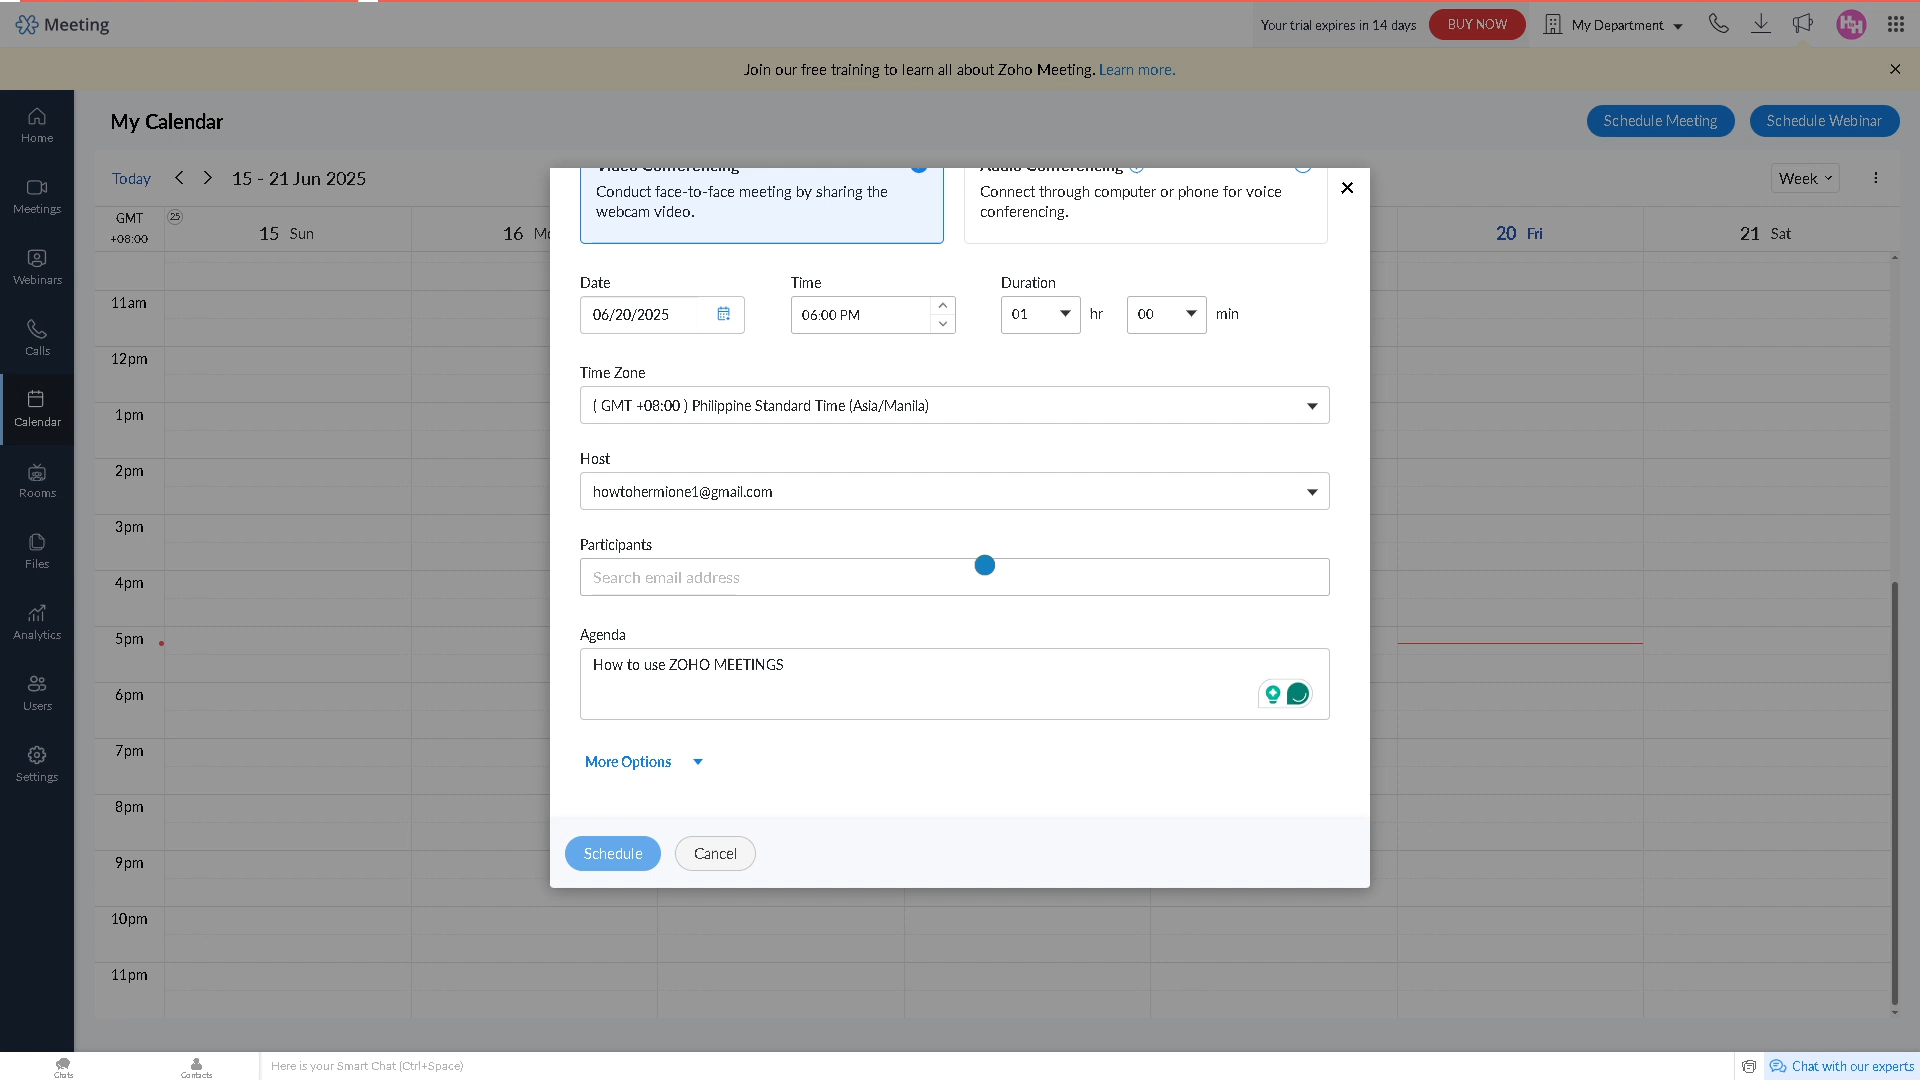 Meeting
Your trial expires in 14 days
BUY NOW
My Department
HH
Join our free training to learn all about Zoho Meeting. Learn more.
Home
Meetings
Webinars
Calls
Calendar
Rooms
Files
Analytics
Users
Settings
My Calendar
Schedule Meeting
Schedule Webinar
Today
15 - 21 Jun 2025
Week
GMT
+08:00
25
15 Sun
16 Mo
20 Fri
21 Sat
11am
12pm
1pm
2pm
3pm
4pm
5pm
6pm
7pm
8pm
9pm
10pm
11pm
Video Conferencing
Conduct face-to-face meeting by sharing the
webcam video.
Audio Conferencing
Connect through computer or phone for voice
conferencing.
Date
06/20/2025
Time
06:00 PM
Duration
01 hr
00 min
Time Zone
( GMT +08:00 ) Philippine Standard Time (Asia/Manila)
Host
howtohermione1@gmail.com
Participants
Search email address
Agenda
How to use ZOHO MEETINGS
More Options
Schedule
Cancel
Chats
Contacts
Here is your Smart Chat (Ctrl+Space)
Chat with our experts